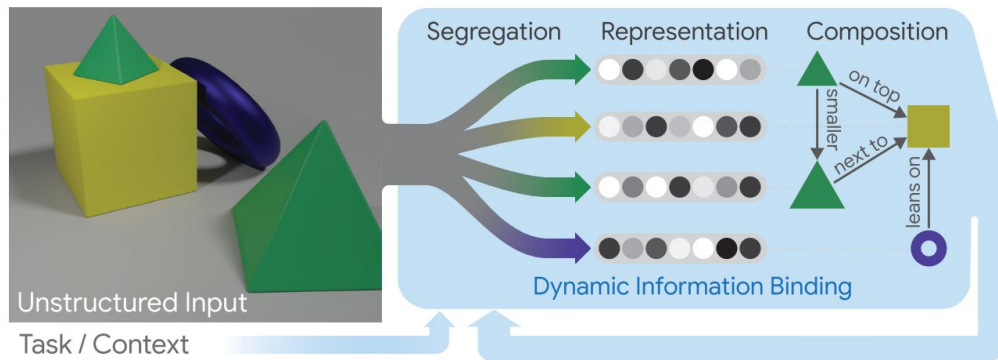 Segregation
Representation
Composition
on top
smaller
next to
leans on
Unstructured Input
Dynamic Information Binding
Task / Context